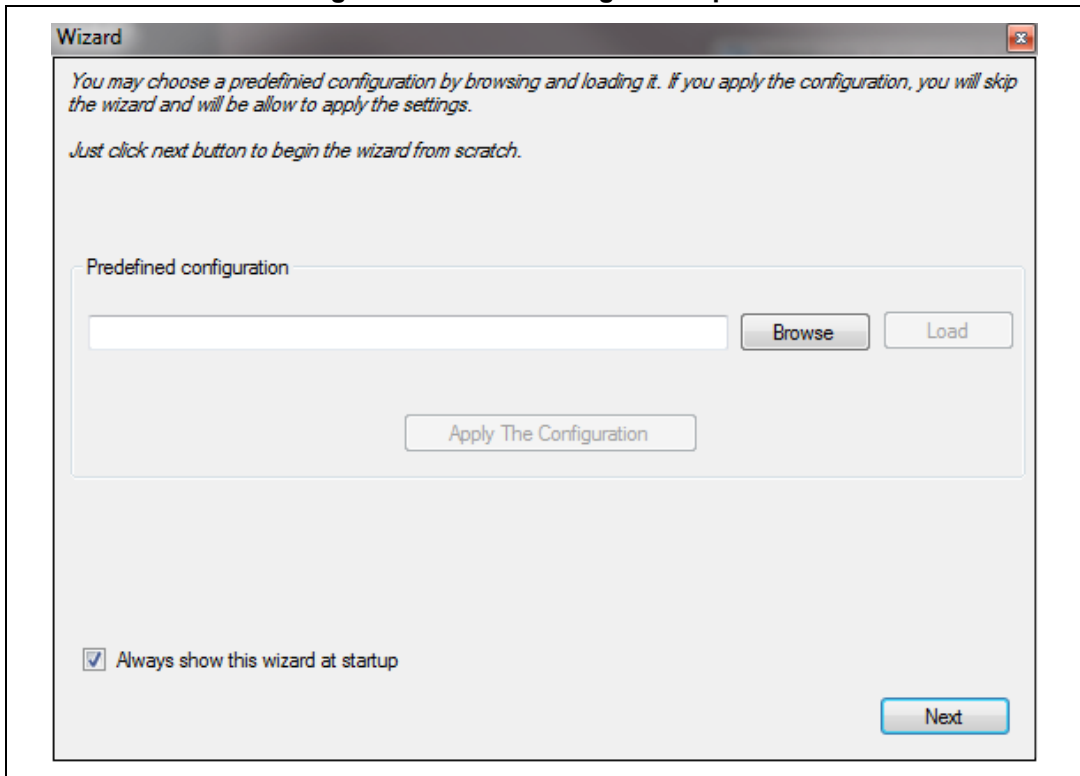 Wizard
You may choose a predefinied configuration by browsing and loading it. If you apply the configuration, you will skip
the wizard and will be allow to apply the settings.
Just click next button to begin the wizard from scratch.
Predefined configuration
Browse
Load
Apply The Configuration
Always show this wizard at startup
Next